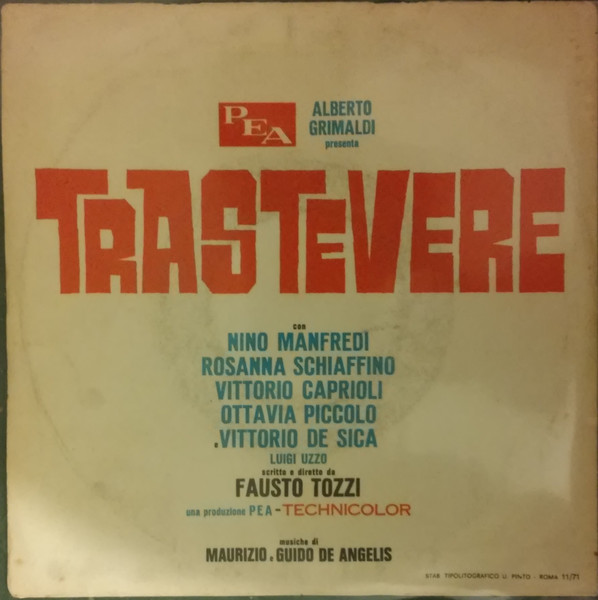 PEA
ALBERTO
GRIMALDI
presenta
TRASTEVERE
con
NINO MANFREDI
ROSANNA SCHIAFFINO
VITTORIO CAPRIOLI
OTTAVIA PICCOLO
e VITTORIO DE SICA
LUIGI UZZO
scritto e diretto da
FAUSTO TOZZI
una produzione PEA - TECHNICOLOR
musiche di
MAURIZIO e GUIDO DE ANGELIS
STAB TIPOLITOGRAFICO U. PINTO - ROMA 11/71